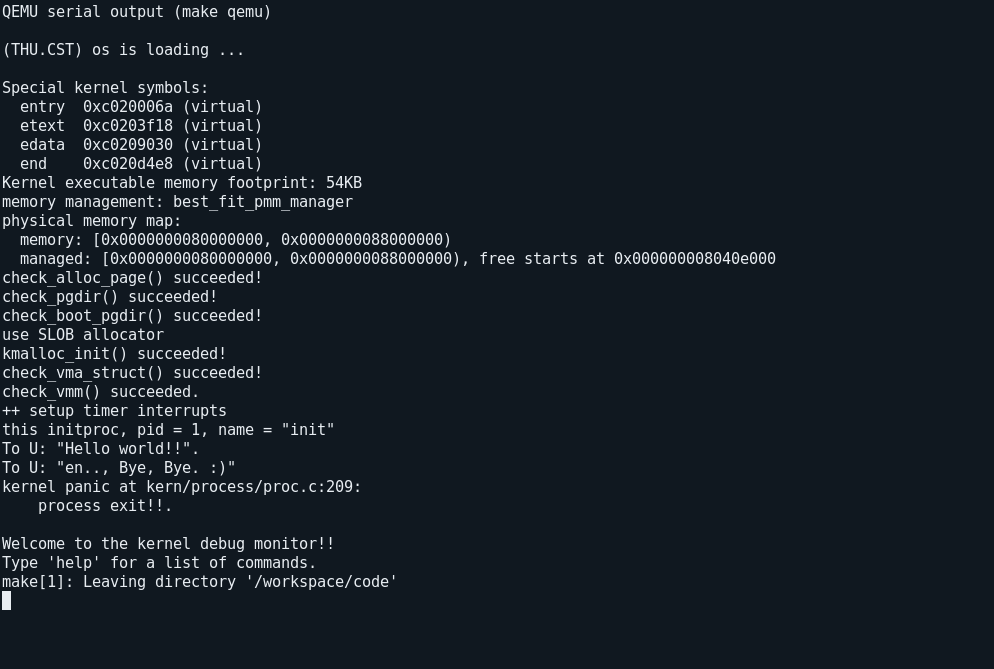 QEMU serial output (make qemu)
(THU.CST) os is loading ...
Special kernel symbols:
  entry  0xc020006a (virtual)
  etext  0xc0203f18 (virtual)
  edata  0xc0209030 (virtual)
  end    0xc020d4e8 (virtual)
Kernel executable memory footprint: 54KB
memory management: best_fit_pmm_manager
physical memory map:
  memory: [0x0000000080000000, 0x0000000088000000)
  managed: [0x0000000080000000, 0x0000000088000000), free starts at 0x000000008040e000
check_alloc_page() succeeded!
check_pgdir() succeeded!
check_boot_pgdir() succeeded!
use SLOB allocator
kmalloc_init() succeeded!
check_vma_struct() succeeded!
check_vmm() succeeded.
++ setup timer interrupts
this initproc, pid = 1, name = "init"
To U: "Hello world!!".
To U: "en.., Bye, Bye. :)"
kernel panic at kern/process/proc.c:209:
    process exit!!.
Welcome to the kernel debug monitor!!
Type 'help' for a list of commands.
make[1]: Leaving directory '/workspace/code'